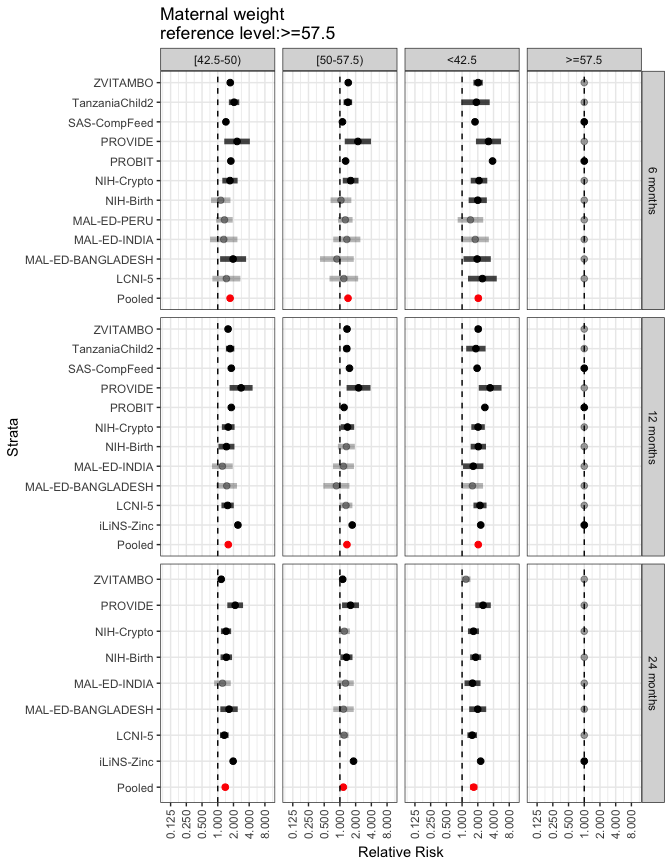 Maternal weight
reference level:>=57.5
[42.5-50)
[50-57.5)
<42.5
>=57.5
Strata
ZVITAMBO
TanzaniaChild2
SAS-CompFeed
PROVIDE
PROBIT
NIH-Crypto
NIH-Birth
MAL-ED-PERU
MAL-ED-INDIA
MAL-ED-BANGLADESH
LCNI-5
Pooled
6 months
ZVITAMBO
TanzaniaChild2
SAS-CompFeed
PROVIDE
PROBIT
NIH-Crypto
NIH-Birth
MAL-ED-INDIA
MAL-ED-BANGLADESH
LCNI-5
iLiNS-Zinc
Pooled
12 months
ZVITAMBO
PROVIDE
NIH-Crypto
NIH-Birth
MAL-ED-INDIA
MAL-ED-BANGLADESH
LCNI-5
iLiNS-Zinc
Pooled
24 months
0.125
0.250
0.500
1.000
2.000
4.000
8.000
0.125
0.250
0.500
1.000
2.000
4.000
8.000
0.125
0.250
0.500
1.000
2.000
4.000
8.000
0.125
0.250
0.500
1.000
2.000
4.000
8.000
Relative Risk